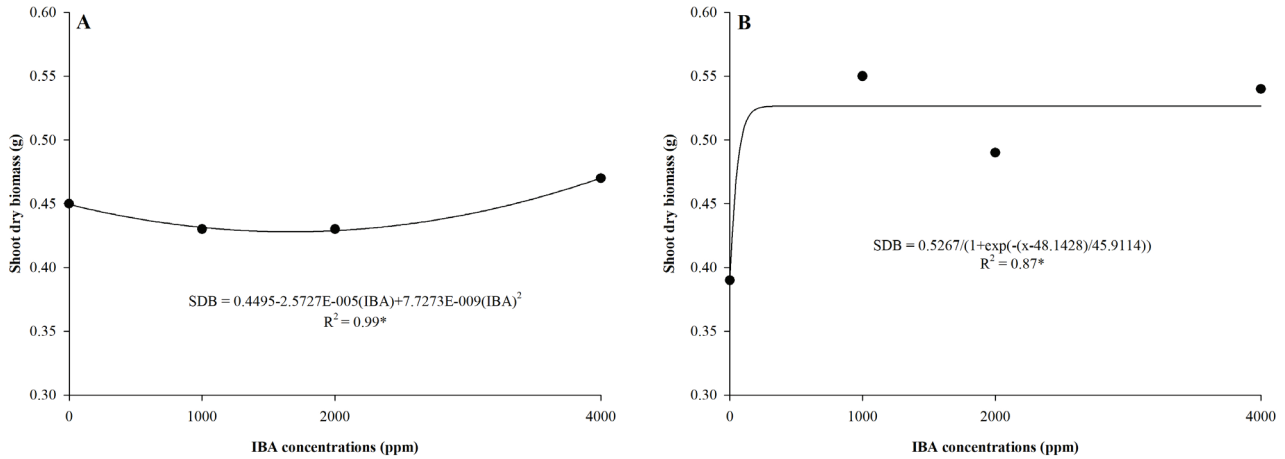 A
0.60
0.55
0.50
0.45
0.40
0.35
0.30
Shoot dry biomass (g)
SDB = 0.4495-2.5727E-005(IBA)+7.7273E-009(IBA)²
R² = 0.99*
0 1000 2000 4000
IBA concentrations (ppm)
B
0.60
0.55
0.50
0.45
0.40
0.35
0.30
Shoot dry biomass (g)
SDB = 0.5267/(1+exp(-(x-48.1428)/45.9114))
R² = 0.87*
0 1000 2000 4000
IBA concentrations (ppm)